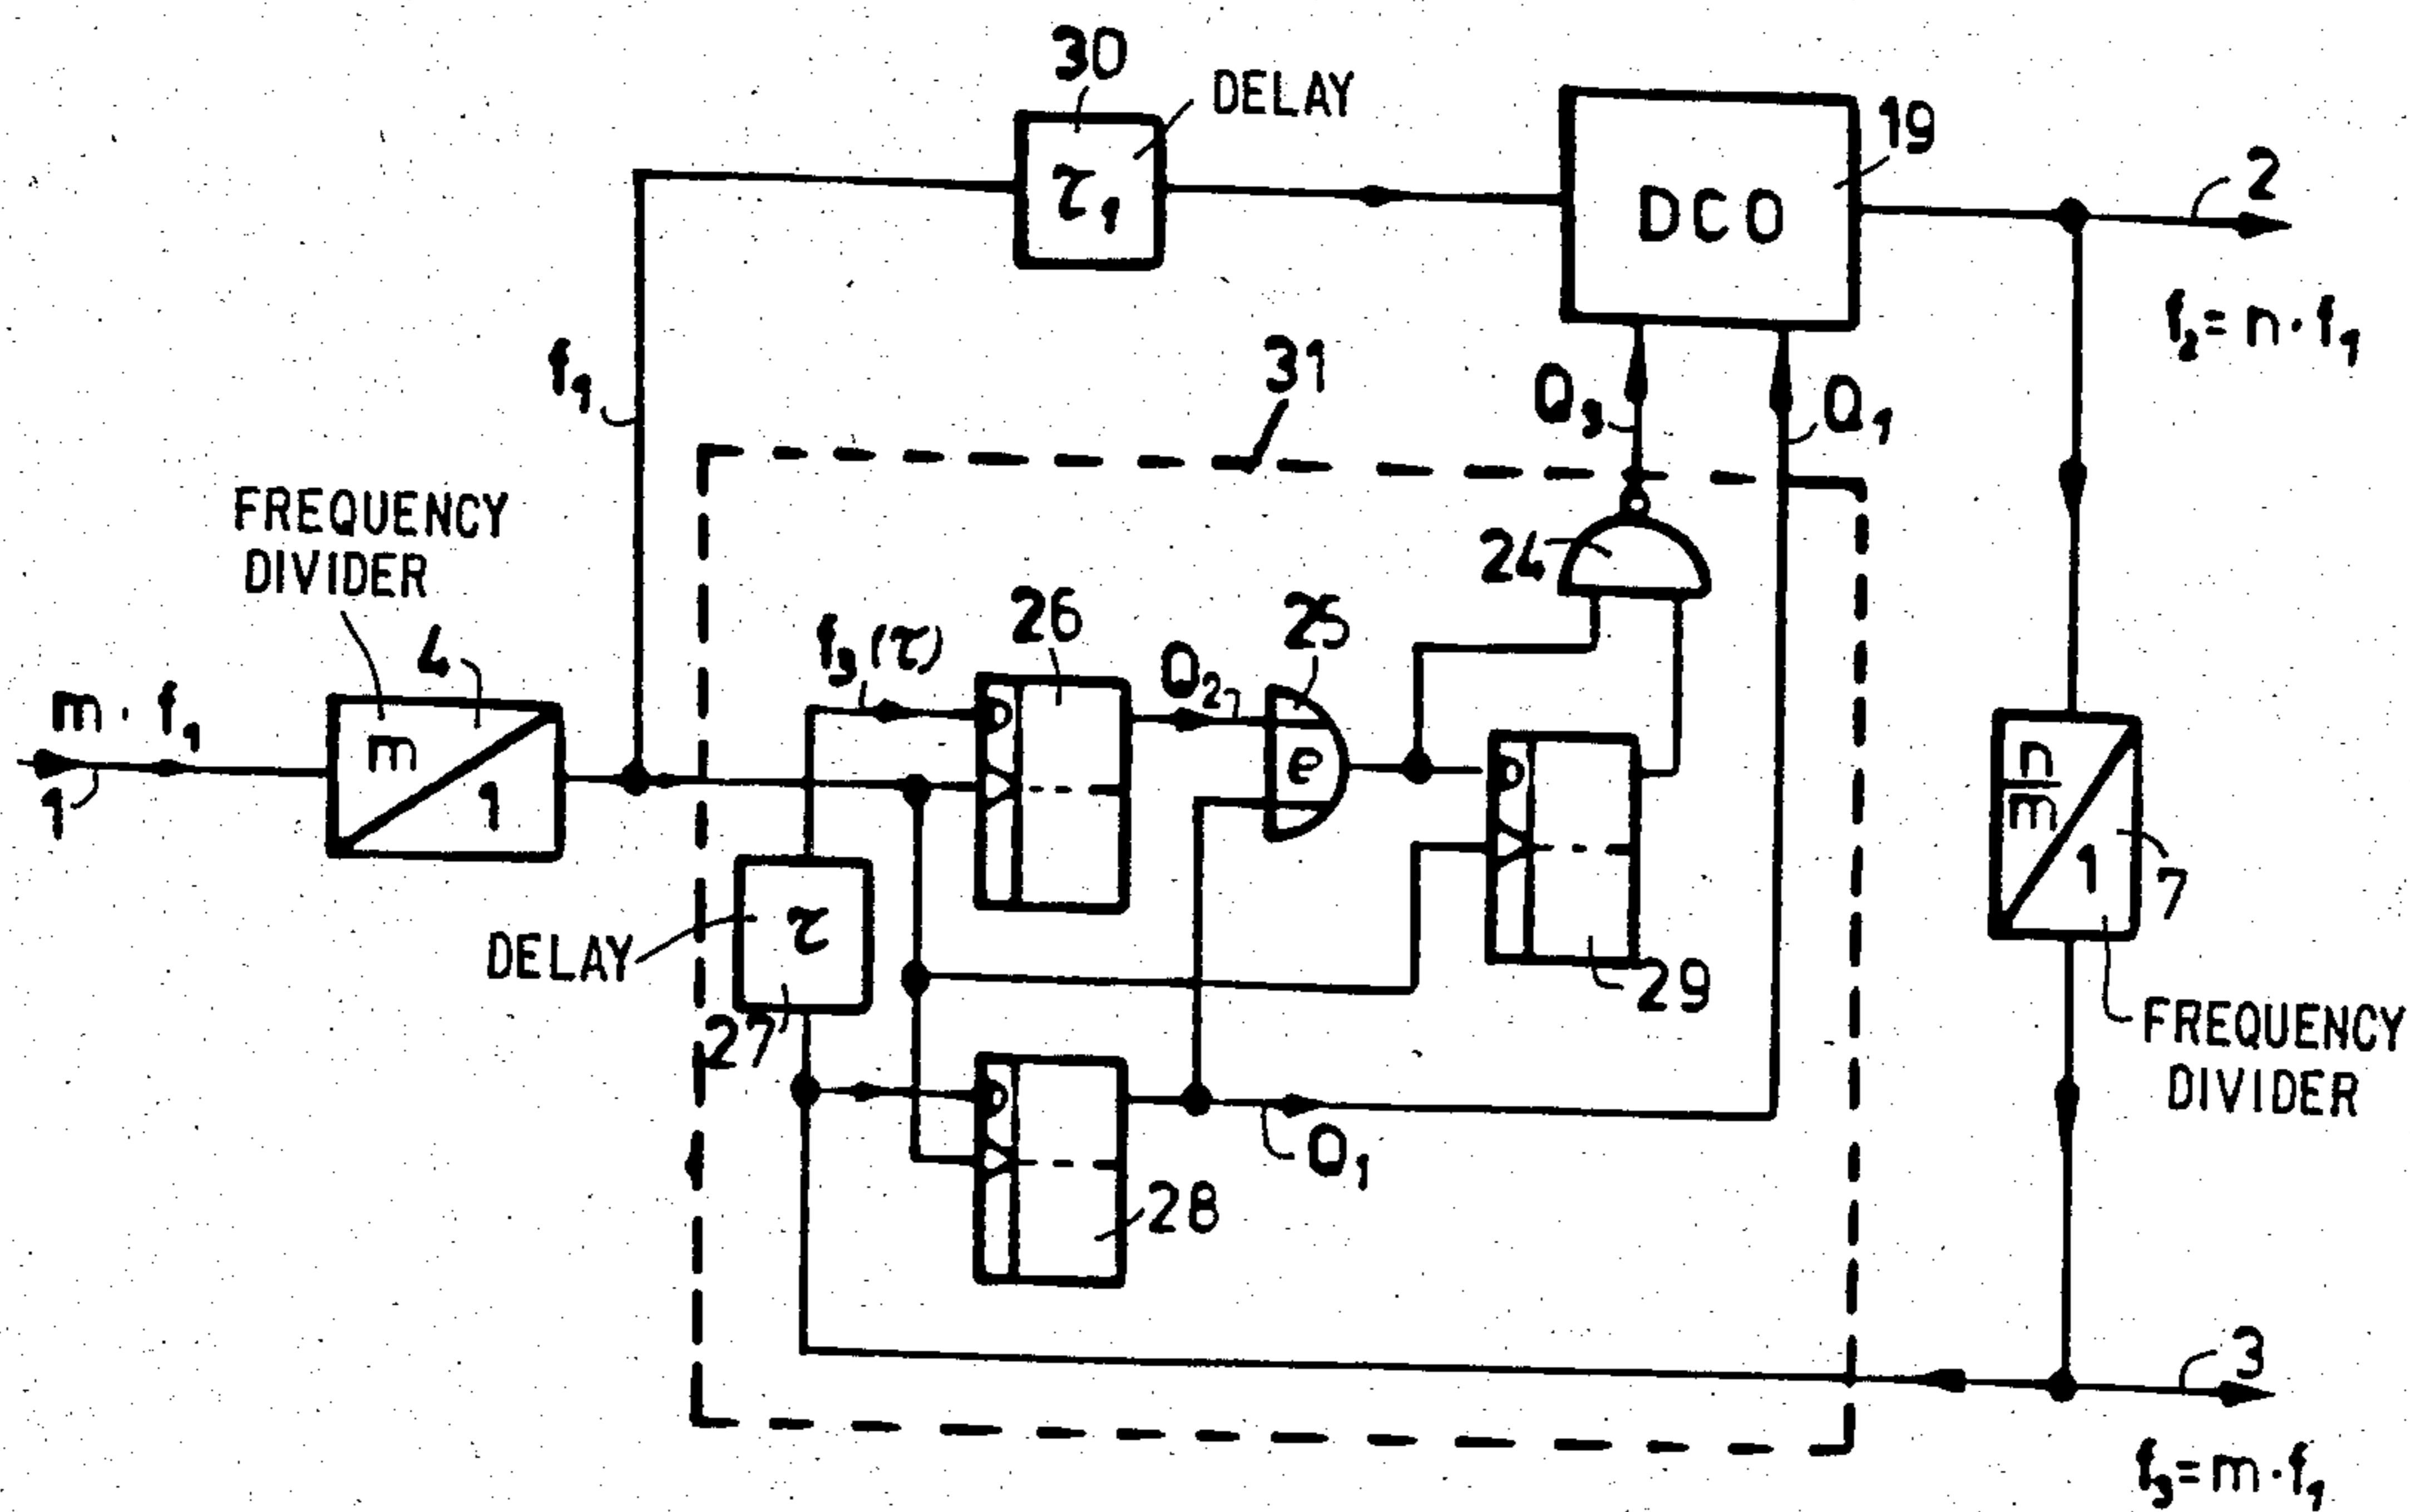 30
DELAY
τ₁
DCO
19
2
f₂=n·f₁
f₁
31
Q₃
Q₁
FREQUENCY
DIVIDER
4
m·f₁
1
m
1
f₃(τ)
26
D
Q₂
25
e
24
D
29
n
m
1
7
FREQUENCY
DIVIDER
DELAY
τ
27
D
28
Q₁
3
f₃=m·f₁